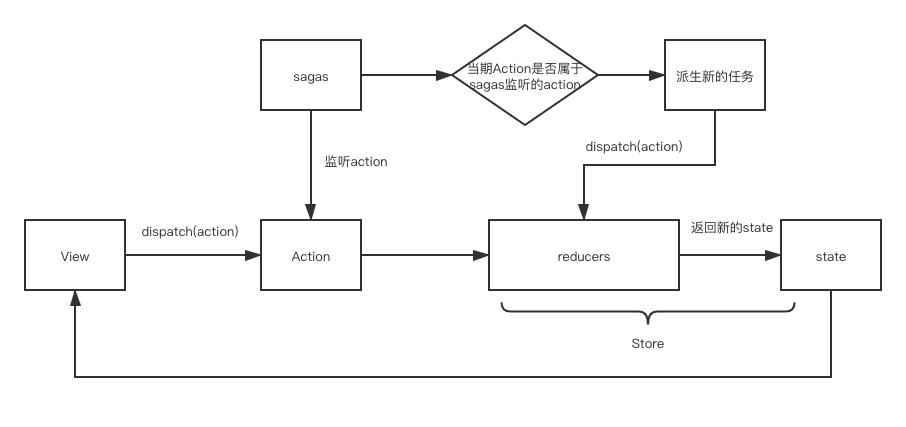 sagas
当期Action是否属于
sagas监听的action
派生新的任务
监听action
dispatch(action)
View
dispatch(action)
Action
reducers
返回新的state
state
Store